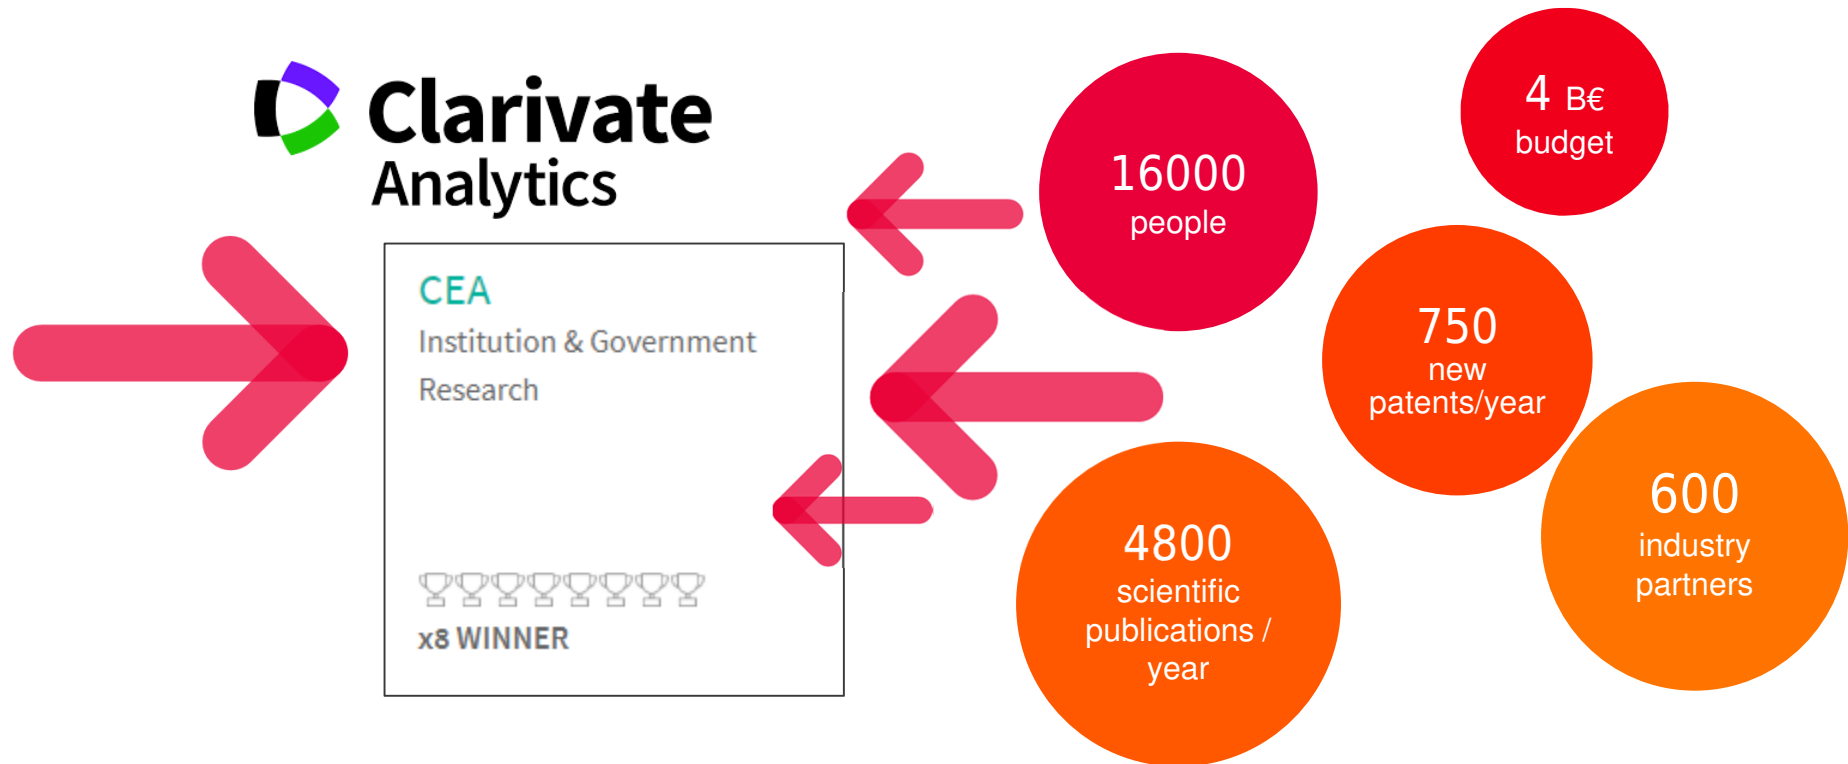 Clarivate
Analytics
CEA
Institution & Government
Research
x8 WINNER
16000
people
4 B€
budget
750
new
patents/year
4800
scientific
publications /
year
600
industry
partners